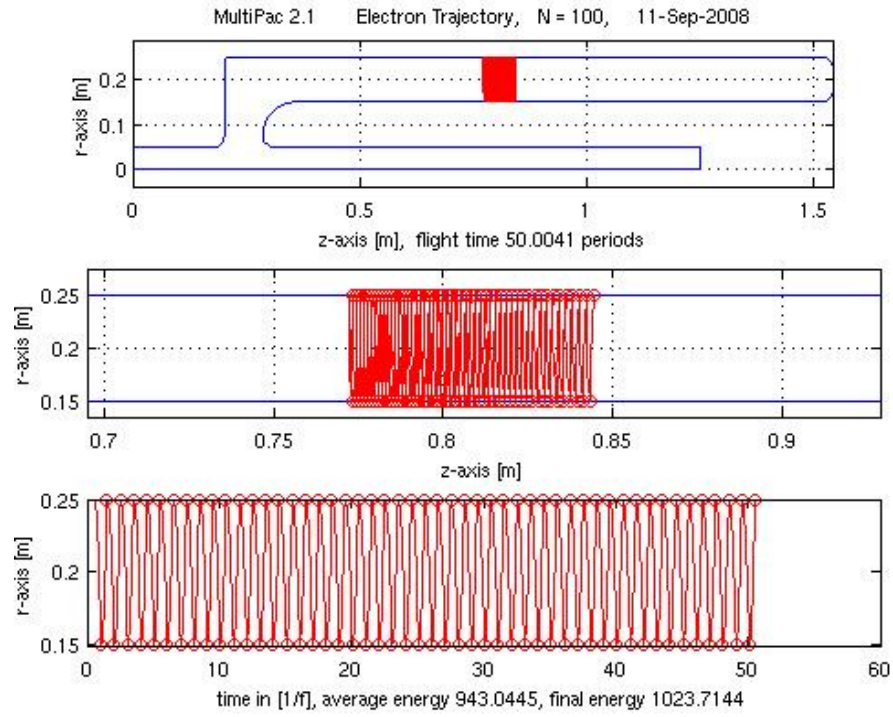 MultiPac 2.1 Electron Trajectory, N = 100, 11-Sep-2008
r-axis [m]
0.2
0.1
0
0 0.5 1 1.5
z-axis [m], flight time 50.0041 periods
r-axis [m]
0.25
0.2
0.15
0.7 0.75 0.8 0.85 0.9
z-axis [m]
r-axis [m]
0.25
0.2
0.15
0 10 20 30 40 50 60
time in [1/f], average energy 943.0445, final energy 1023.7144